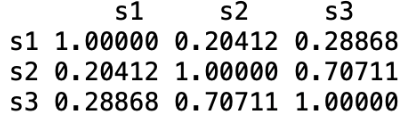 s1 s2 s3
s1 1.00000 0.20412 0.28868
s2 0.20412 1.00000 0.70711
s3 0.28868 0.70711 1.00000